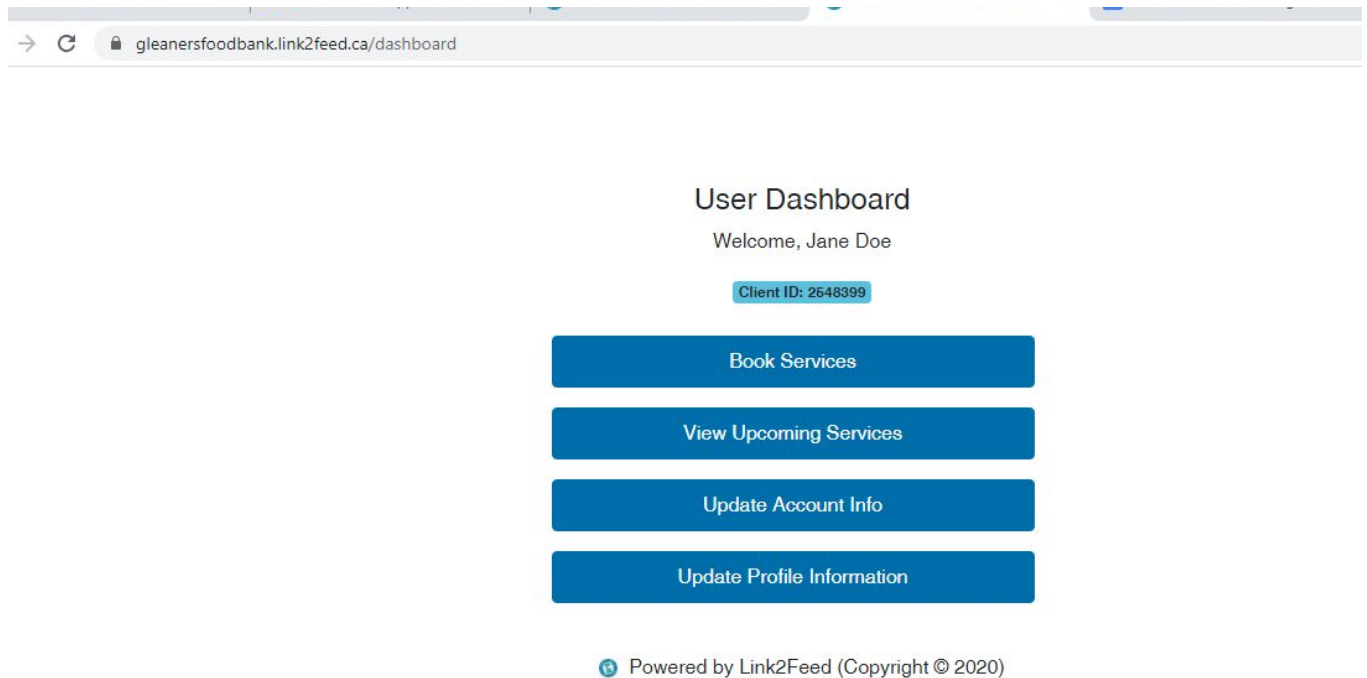 gleanersfoodbank.link2feed.ca/dashboard
User Dashboard
Welcome, Jane Doe
Client ID: 2648399
Book Services
View Upcoming Services
Update Account Info
Update Profile Information
Powered by Link2Feed (Copyright © 2020)